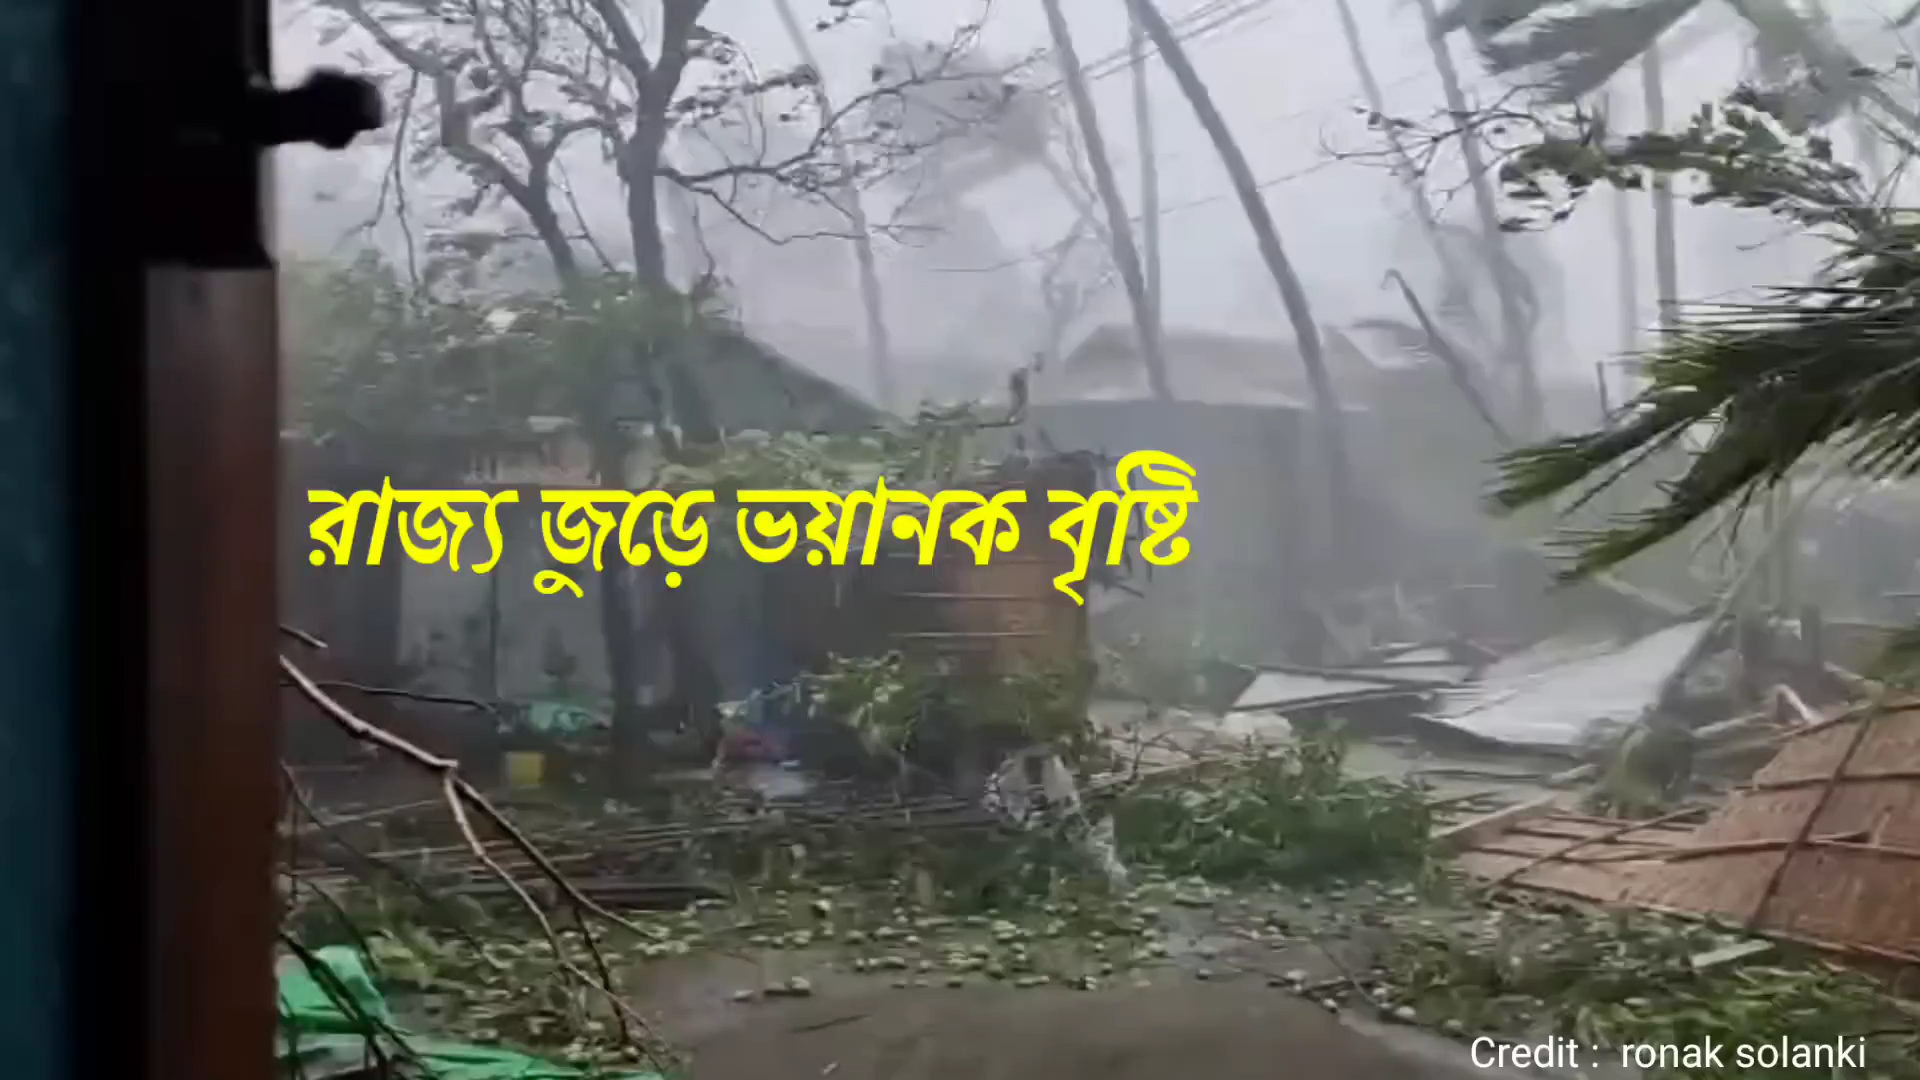 রাজ্য জুড়ে ভয়ানক বৃষ্টি
Credit :  ronak solanki